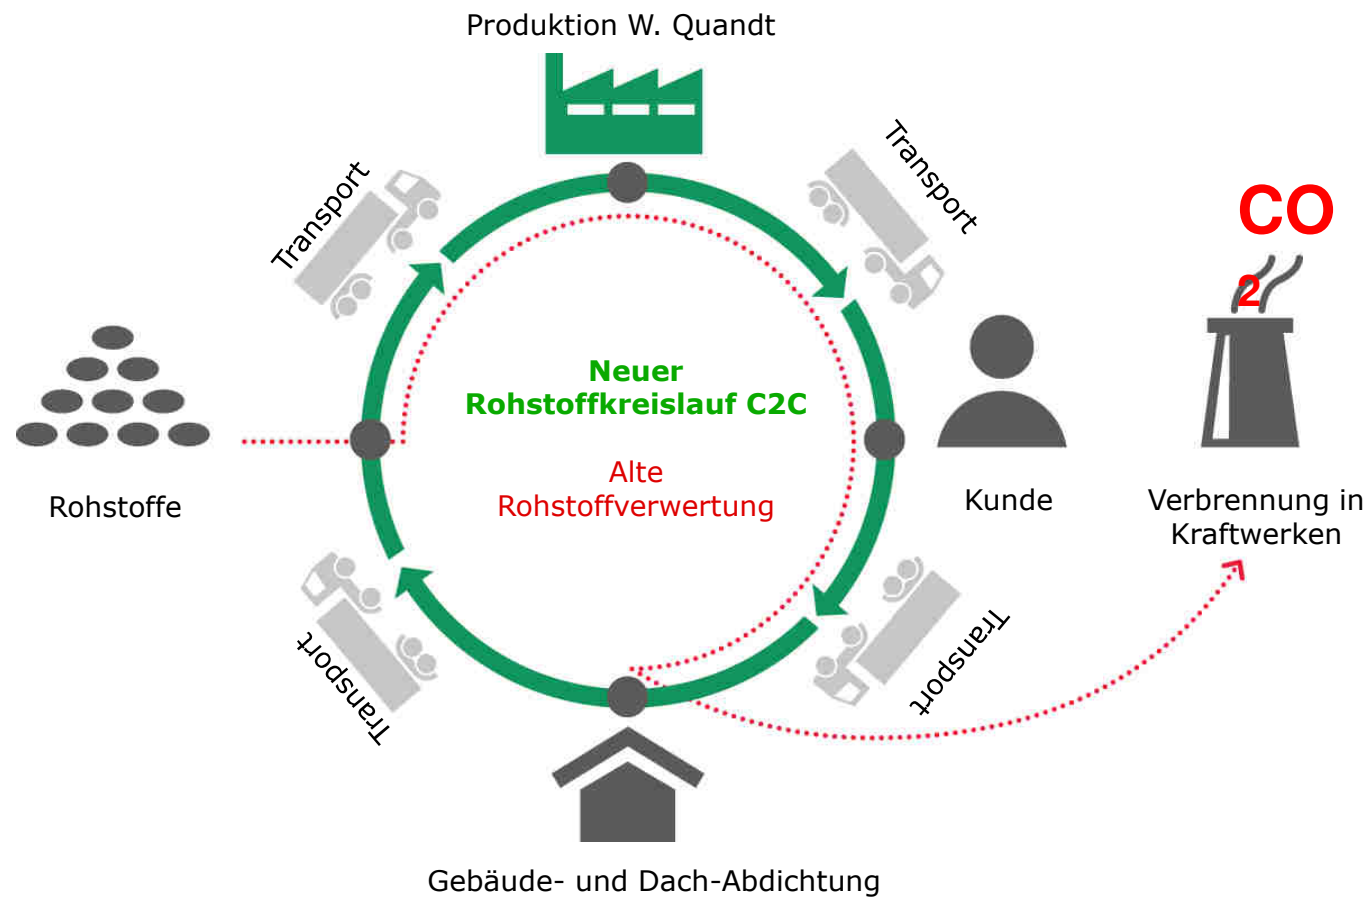 Produktion W. Quandt
Transport
Transport
CO
2
Neuer
Rohstoffkreislauf C2C
Alte
Rohstoffverwertung
Rohstoffe
Kunde
Verbrennung in
Kraftwerken
Transport
Transport
Gebäude- und Dach-Abdichtung